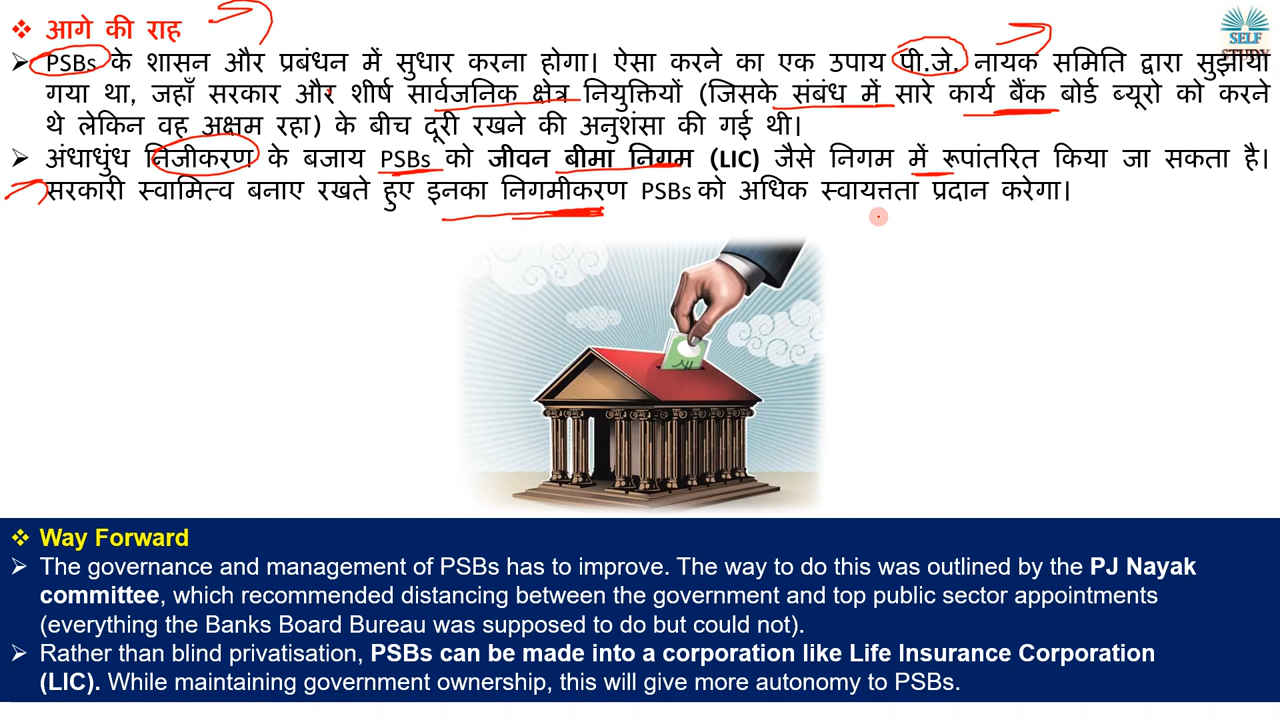 ❖ आगे की राह
SELF
STUDY
➢ PSBs के शासन और प्रबंधन में सुधार करना होगा। ऐसा करने का एक उपाय पी.जे. नायक समिति द्वारा सुझाया
गया था, जहाँ सरकार और शीर्ष सार्वजनिक क्षेत्र नियुक्तियों (जिसके संबंध में सारे कार्य बैंक बोर्ड ब्यूरो को करने
थे लेकिन वह अक्षम रहा) के बीच दूरी रखने की अनुशंसा की गई थी।
➢ अंधाधुंध निजीकरण के बजाय PSBs को जीवन बीमा निगम (LIC) जैसे निगम में रूपांतरित किया जा सकता है।
सरकारी स्वामित्व बनाए रखते हुए इनका निगमीकरण PSBs को अधिक स्वायत्तता प्रदान करेगा।
❖ Way Forward
➢ The governance and management of PSBs has to improve. The way to do this was outlined by the PJ Nayak
committee, which recommended distancing between the government and top public sector appointments
(everything the Banks Board Bureau was supposed to do but could not).
➢ Rather than blind privatisation, PSBs can be made into a corporation like Life Insurance Corporation
(LIC). While maintaining government ownership, this will give more autonomy to PSBs.